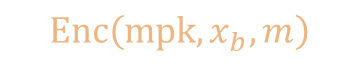 Enc(mpk, x_b, m)